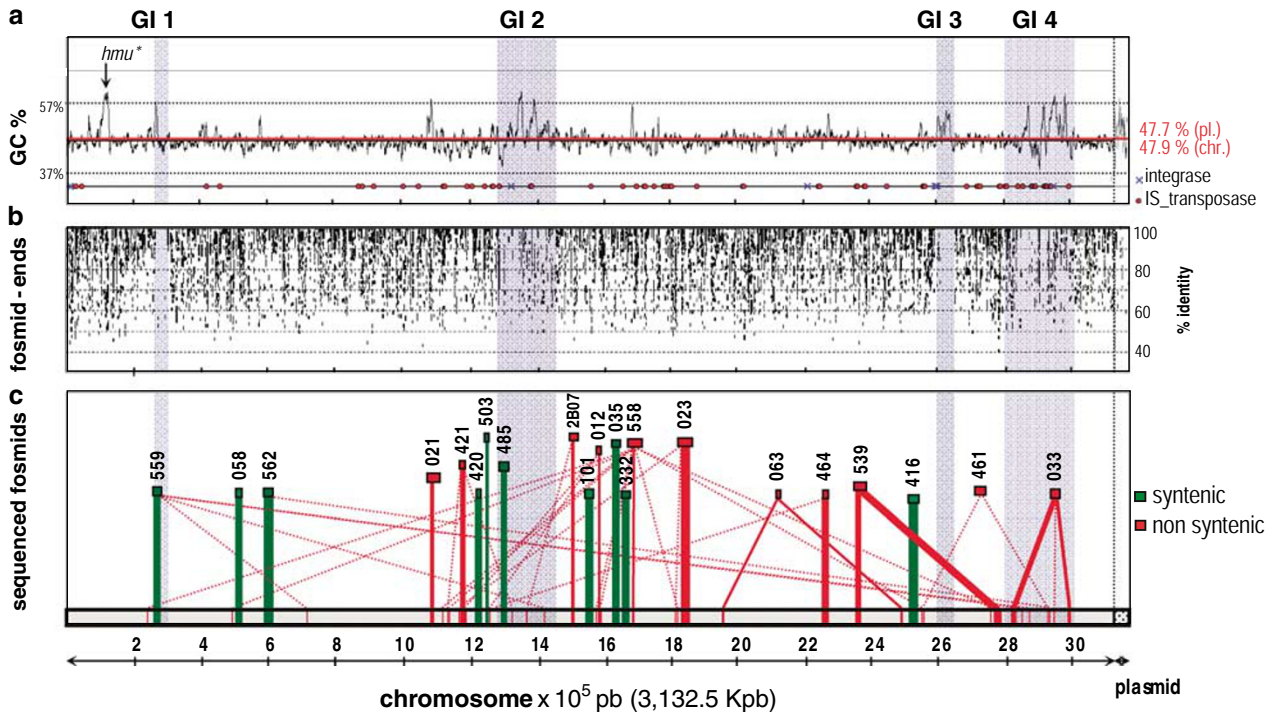 a
GI 1
GI 2
GI 3
GI 4
hmu*
GC %
57%
37%
47.7 % (pl.)
47.9 % (chr.)
integrase
IS_transposase
b
fosmid - ends
100
80
60
40
% identity
c
sequenced fosmids
559
058
562
021
421
420
503
485
2B07
101
012
035
332
558
023
063
464
539
416
461
033
syntenic
non syntenic
2 4 6 8 10 12 14 16 18 20 22 24 26 28 30
chromosome x 10⁵ pb (3,132.5 Kpb)
plasmid